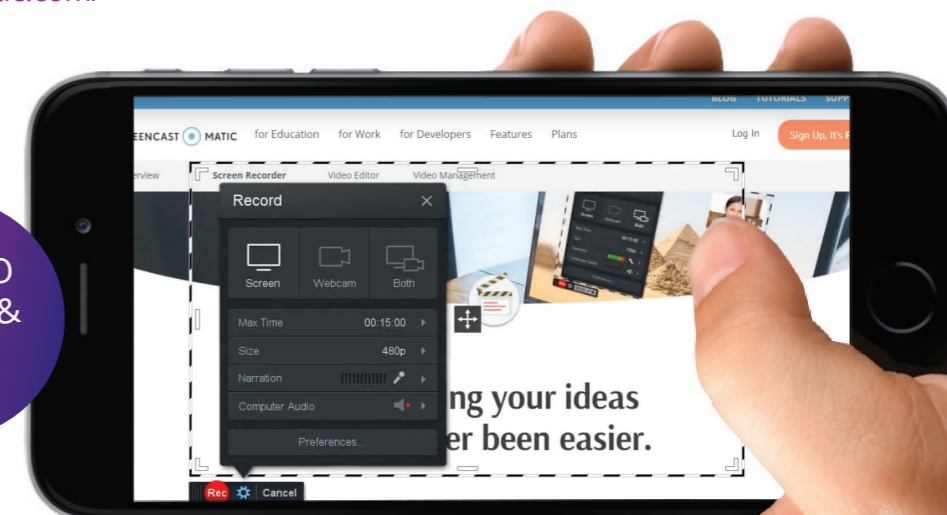 BLOG TUTORIALS
for Education for Work for Developers Features Plans Log In Sign Up, It's
MATIC
Screen Recorder Video Editor Video Management
Record
Screen Webcam Both
Max Time 00:15:00
Size 480p
Narration
Computer Audio
Preferences...
&
ng your ideas
er been easier.
Rec Cancel